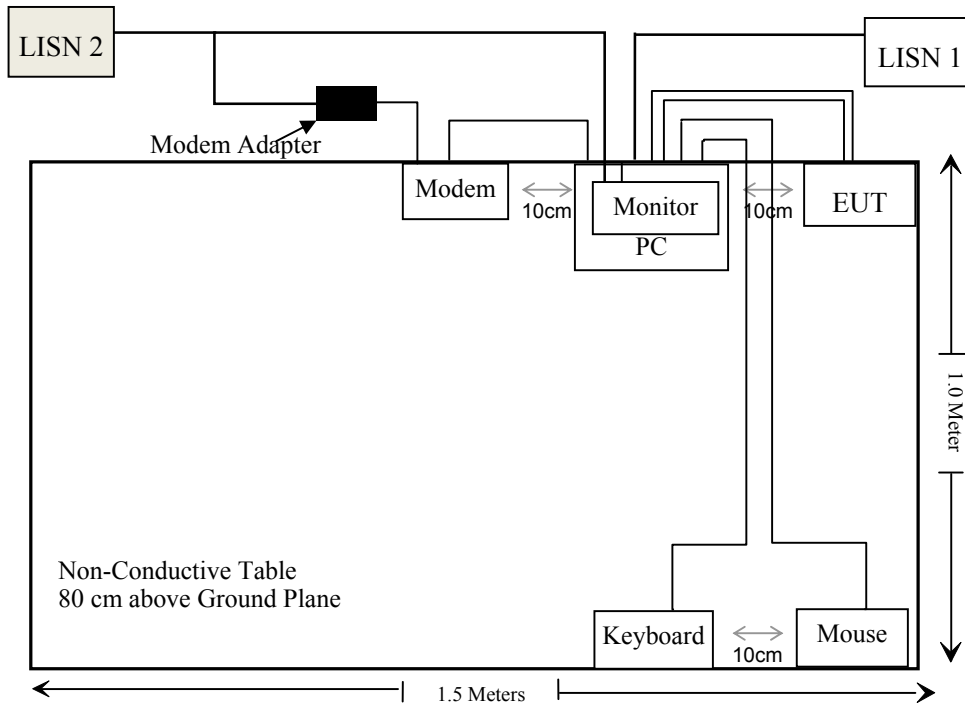 LISN 2
LISN 1
Modem Adapter
Modem
10cm
Monitor
PC
10cm
EUT
1.0 Meter
Non-Conductive Table
80 cm above Ground Plane
Keyboard
10cm
Mouse
1.5 Meters